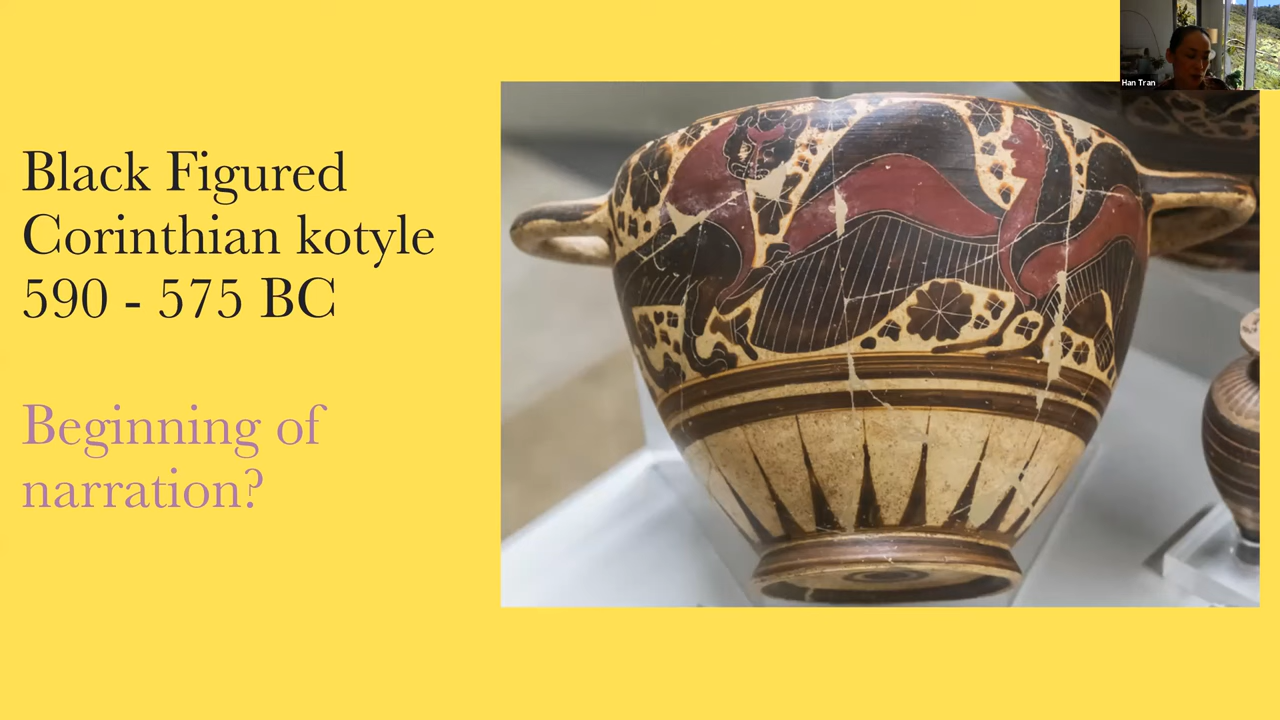 Han Tran
Black Figured
Corinthian kotyle
590 - 575 BC
Beginning of
narration?